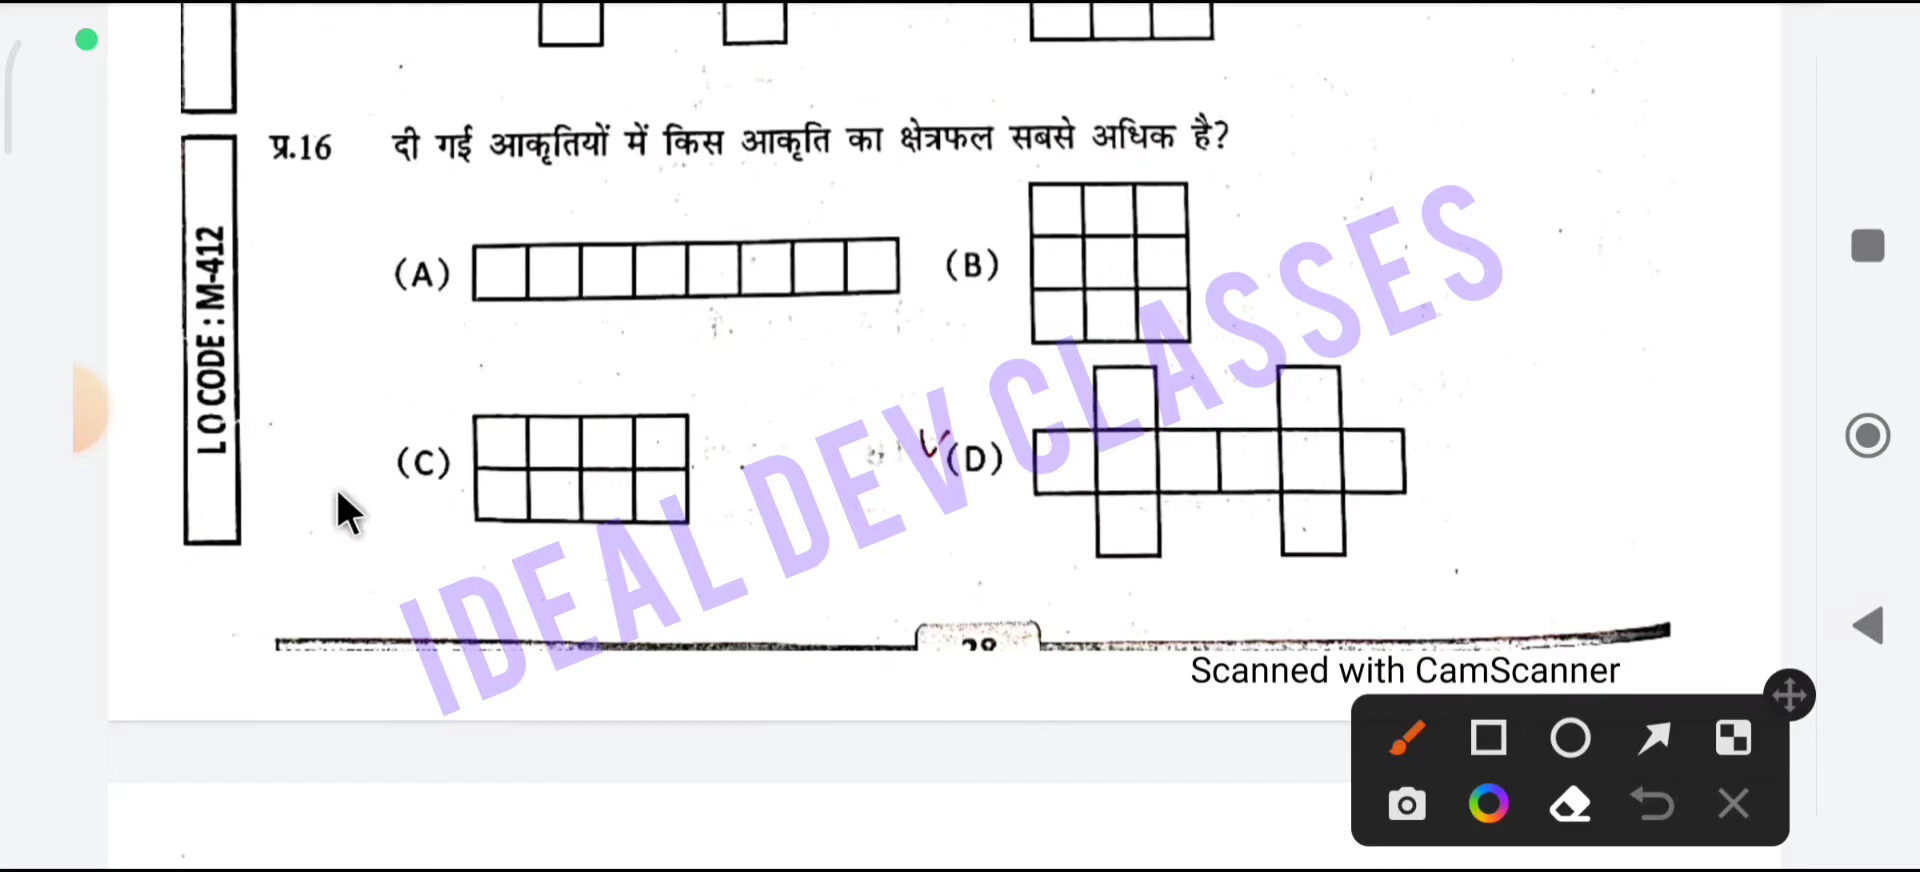 प्र.16 दी गई आकृतियों में किस आकृति का क्षेत्रफल सबसे अधिक है?
LO CODE : M-412
(A)
(B)
(C)
(D)
IDEAL DEV CLASSES
Scanned with CamScanner